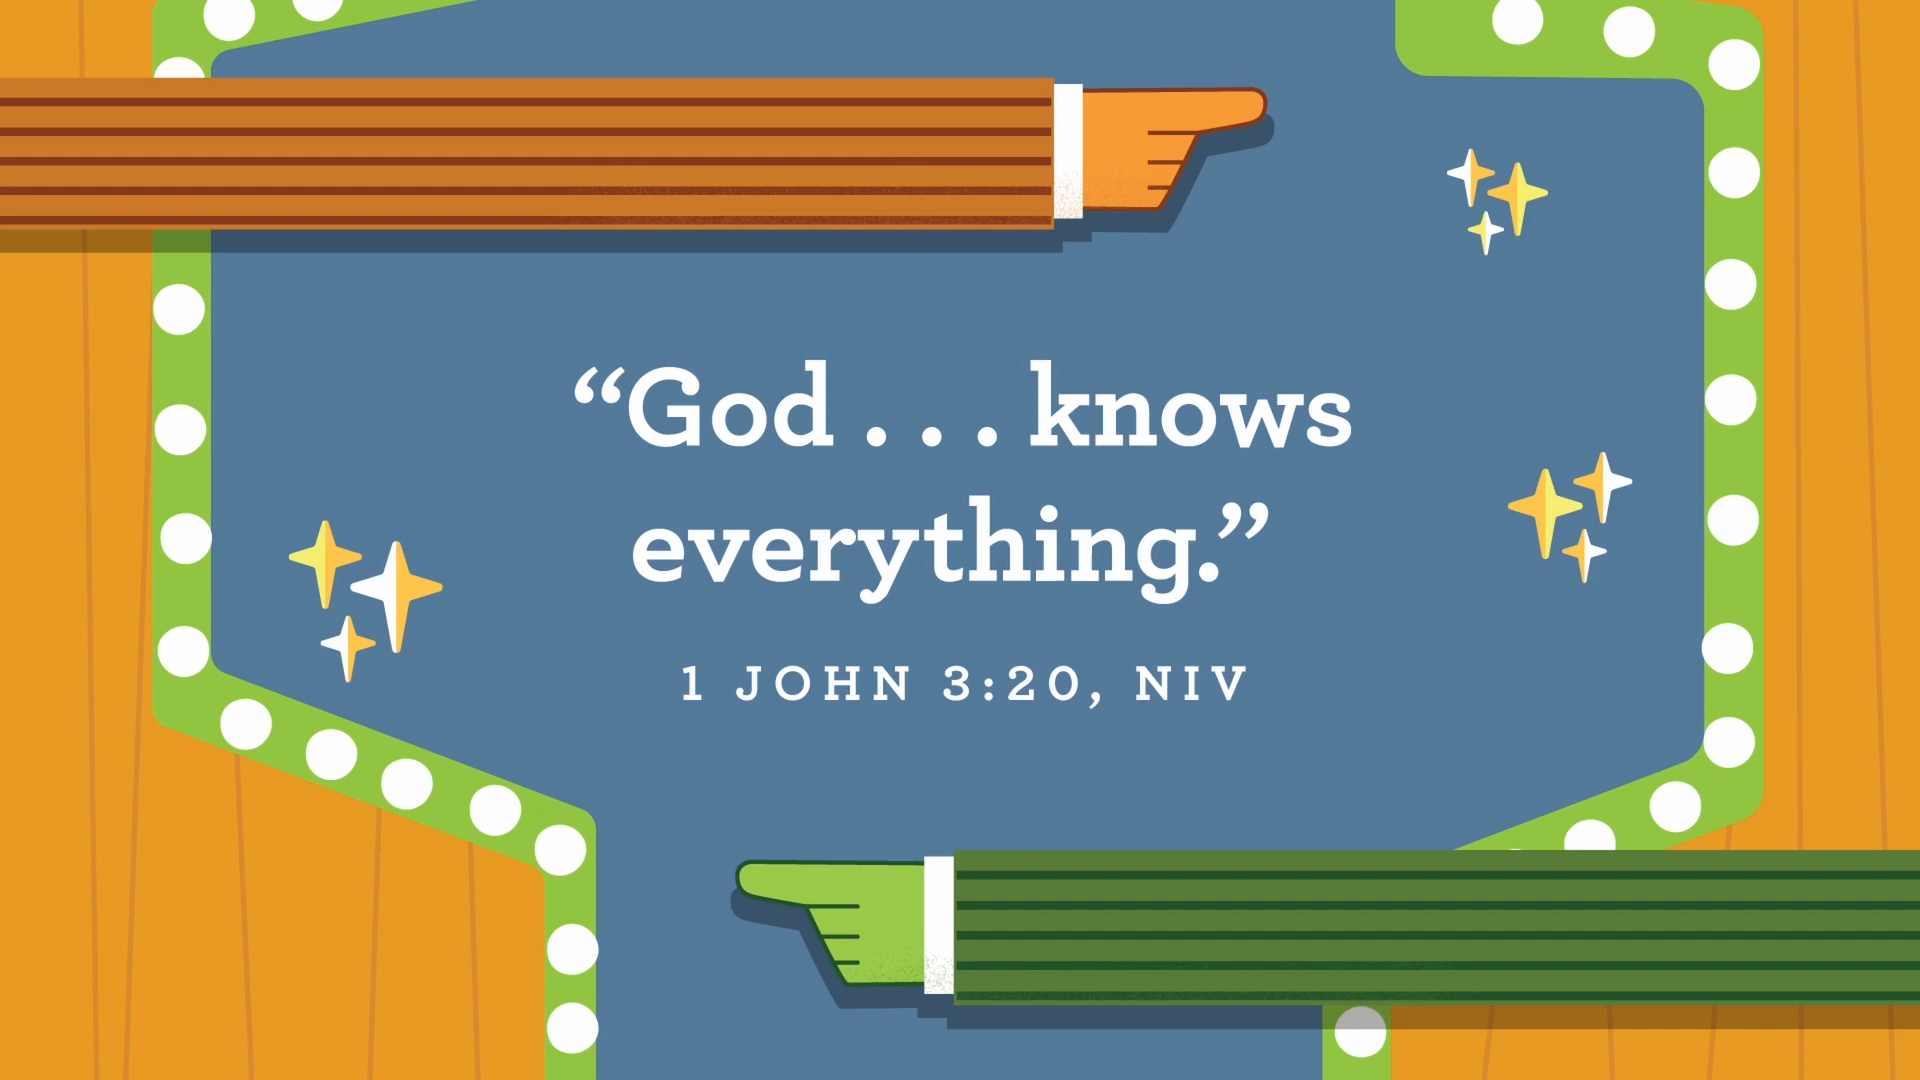 “God . . . knows
everything.”
1 JOHN 3:20, NIV